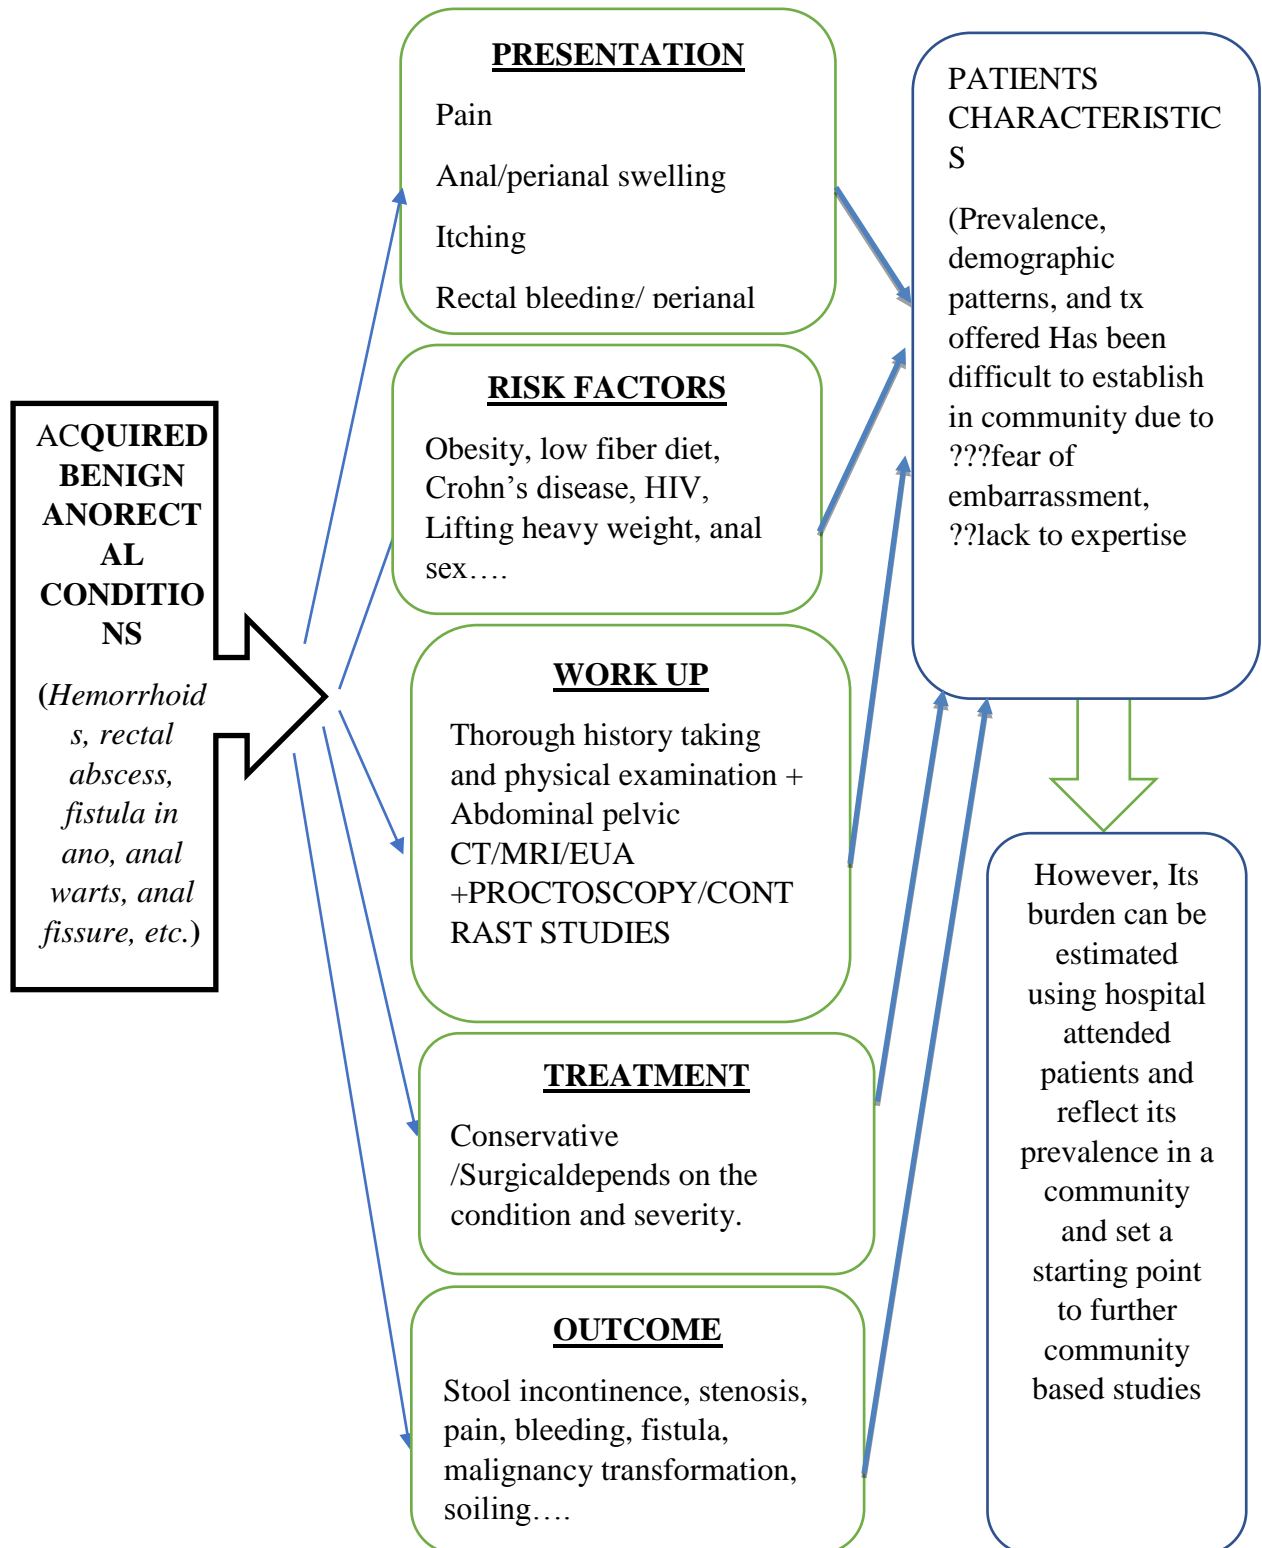 ACQUIRED
BENIGN
ANORECT
AL
CONDITIO
NS
(Hemorrhoid
s, rectal
abscess,
fistula in
ano, anal
warts, anal
fissure, etc.)
PRESENTATION
Pain
Anal/perianal swelling
Itching
Rectal bleeding/ perianal
RISK FACTORS
Obesity, low fiber diet,
Crohn’s disease, HIV,
Lifting heavy weight, anal
sex….
WORK UP
Thorough history taking
and physical examination +
Abdominal pelvic
CT/MRI/EUA
+PROCTOSCOPY/CONT
RAST STUDIES
TREATMENT
Conservative
/Surgicaldepends on the
condition and severity.
OUTCOME
Stool incontinence, stenosis,
pain, bleeding, fistula,
malignancy transformation,
soiling….
PATIENTS
CHARACTERISTIC
S
(Prevalence,
demographic
patterns, and tx
offered Has been
difficult to establish
in community due to
???fear of
embarrassment,
??lack to expertise
However, Its
burden can be
estimated
using hospital
attended
patients and
reflect its
prevalence in a
community
and set a
starting point
to further
community
based studies